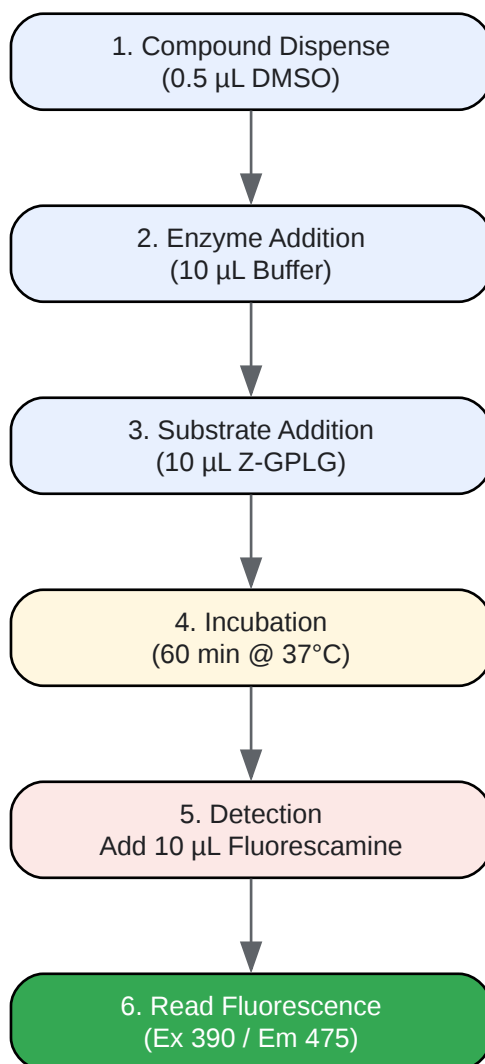 1. Compound Dispense
(0.5 µL DMSO)
2. Enzyme Addition
(10 µL Buffer)
3. Substrate Addition
(10 µL Z-GPLG)
4. Incubation
(60 min @ 37°C)
5. Detection
Add 10 µL Fluorescamine
6. Read Fluorescence
(Ex 390 / Em 475)